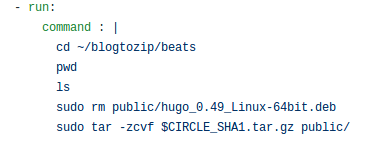 - run:
command : |
cd ~/blogtozip/beats
pwd
ls
sudo rm public/hugo_0.49_Linux-64bit.deb
sudo tar -zcvf $CIRCLE_SHA1.tar.gz public/